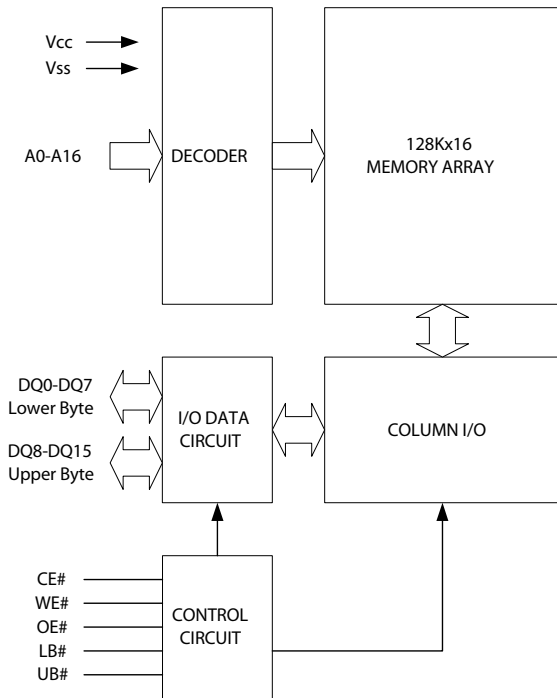 Vcc
Vss
A0-A16
DECODER
128Kx16
MEMORY ARRAY
DQ0-DQ7
Lower Byte
DQ8-DQ15
Upper Byte
I/O DATA
CIRCUIT
COLUMN I/O
CE#
WE#
OE#
LB#
UB#
CONTROL
CIRCUIT